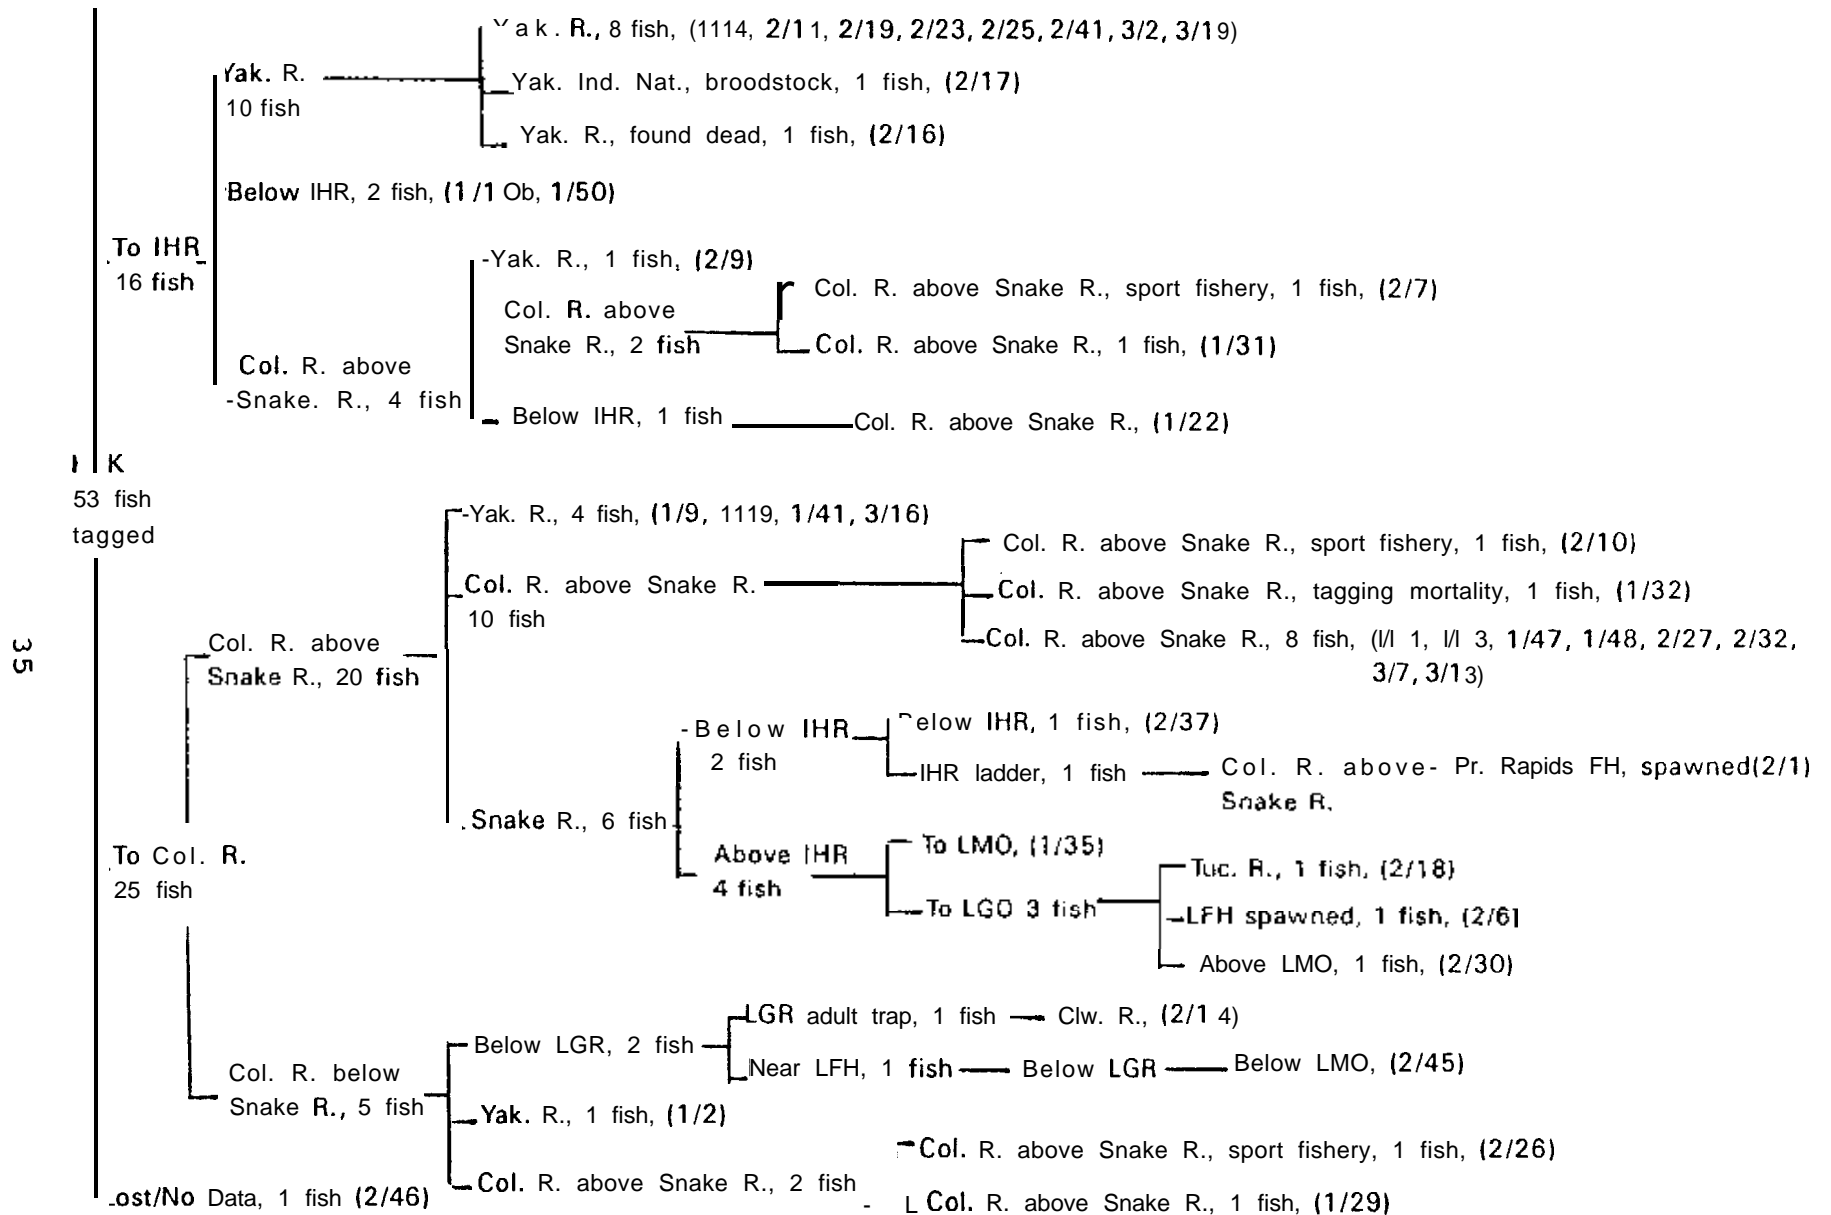 Yak. R., 8 fish, (1114, 2/11, 2/19, 2/23, 2/25, 2/41, 3/2, 3/19)
Yak. R.
10 fish
Yak. Ind. Nat., broodstock, 1 fish, (2/17)
Yak. R., found dead, 1 fish, (2/16)
Below IHR, 2 fish, (1/1 Ob, 1/50)
To IHR
16 fish
-Yak. R., 1 fish, (2/9)
Col. R. above
Snake R., 2 fish
Col. R. above Snake R., sport fishery, 1 fish, (2/7)
Col. R. above Snake R., 1 fish, (1/31)
Col. R. above
-Snake. R., 4 fish
Below IHR, 1 fish
Col. R. above Snake R., (1/22)
K
53 fish
tagged
-Yak. R., 4 fish, (1/9, 1119, 1/41, 3/16)
Col. R. above Snake R.
10 fish
Col. R. above Snake R., sport fishery, 1 fish, (2/10)
Col. R. above Snake R., tagging mortality, 1 fish, (1/32)
Col. R. above Snake R., 8 fish, (I/I 1, I/I 3, 1/47, 1/48, 2/27, 2/32,
3/7, 3/13)
35
Col. R. above
Snake R., 20 fish
-Below IHR
2 fish
Below IHR, 1 fish, (2/37)
IHR ladder, 1 fish
Col. R. above- Pr. Rapids FH, spawned(2/1)
Snake R.
Snake R., 6 fish
Above IHR
4 fish
To LMO, (1/35)
To LGO 3 fish
Tuc. R., 1 fish, (2/18)
LFH spawned, 1 fish, (2/6]
Above LMO, 1 fish, (2/30)
To Col. R.
25 fish
LGR adult trap, 1 fish
Clw. R., (2/1 4)
Below LGR, 2 fish
Near LFH, 1 fish
Below LGR
Below LMO, (2/45)
Col. R. below
Snake R., 5 fish
Yak. R., 1 fish, (1/2)
Col. R. above Snake R., 2 fish
Col. R. above Snake R., sport fishery, 1 fish, (2/26)
L Col. R. above Snake R., 1 fish, (1/29)
Lost/No Data, 1 fish (2/46)